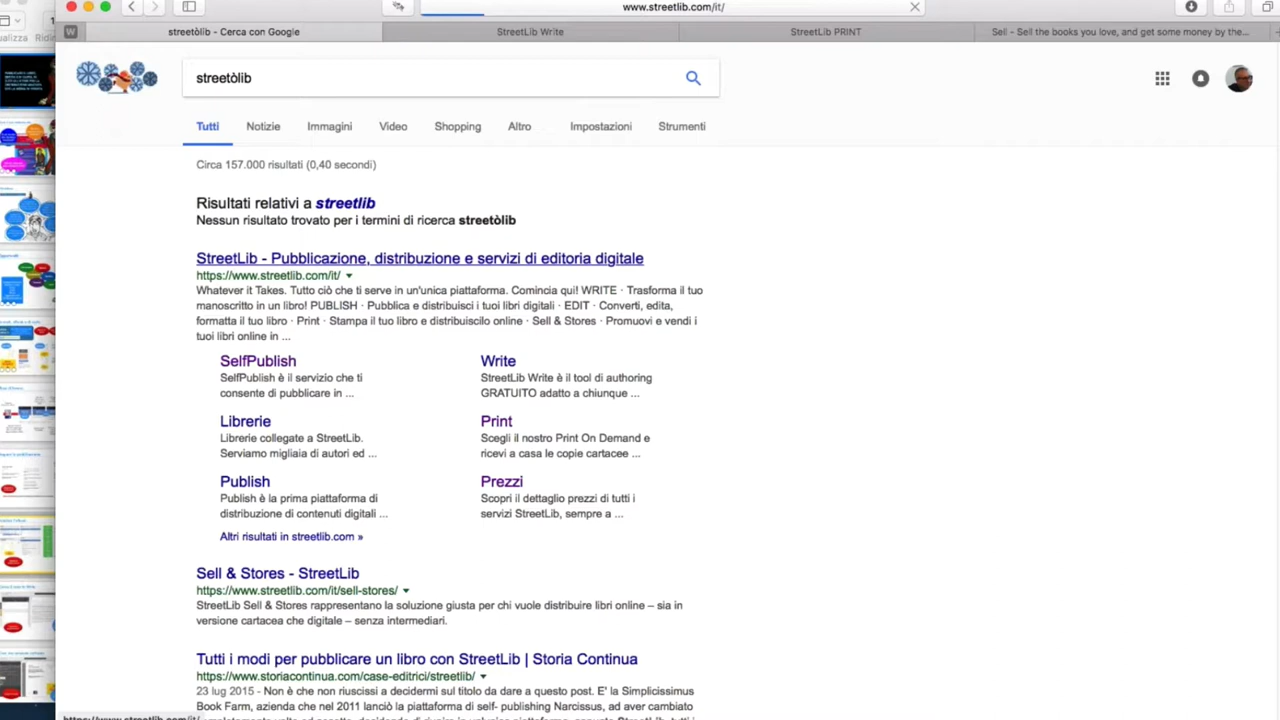 www.streetlib.com/it/
W
streetòlib - Cerca con Google
StreetLib Write
StreetLib PRINT
Sell - Sell the books you love, and get some money by the...
streetòlib
Tutti
Notizie
Immagini
Video
Shopping
Altro
Impostazioni
Strumenti
Circa 157.000 risultati (0,40 secondi)
Risultati relativi a streetlib
Nessun risultato trovato per i termini di ricerca streetòlib
StreetLib - Pubblicazione, distribuzione e servizi di editoria digitale
https://www.streetlib.com/it/
Whatever it Takes. Tutto ciò che ti serve in un'unica piattaforma. Comincia qui! WRITE · Trasforma il tuo
manoscritto in un libro! PUBLISH · Pubblica e distribuisci i tuoi libri digitali · EDIT · Converti, edita,
formatta il tuo libro · Print · Stampa il tuo libro e distribuiscilo online · Sell & Stores · Promuovi e vendi i
tuoi libri online in ...
SelfPublish
SelfPublish è il servizio che ti
consente di pubblicare in ...
Write
StreetLib Write è il tool di authoring
GRATUITO adatto a chiunque ...
Librerie
Librerie collegate a StreetLib.
Serviamo migliaia di autori ed ...
Print
Scegli il nostro Print On Demand e
ricevi a casa le copie cartacee ...
Publish
Publish è la prima piattaforma di
distribuzione di contenuti digitali ...
Prezzi
Scopri il dettaglio prezzi di tutti i
servizi StreetLib, sempre a ...
Altri risultati in streetlib.com »
Sell & Stores - StreetLib
https://www.streetlib.com/it/sell-stores/
StreetLib Sell & Stores rappresentano la soluzione giusta per chi vuole distribuire libri online – sia in
versione cartacea che digitale – senza intermediari.
Tutti i modi per pubblicare un libro con StreetLib | Storia Continua
https://www.storiacontinua.com/case-editrici/streetlib/
23 lug 2015 - Non è che non riuscissi a decidermi sul titolo da dare a questo post. E' la Simplicissimus
Book Farm, azienda che nel 2011 lanciò la piattaforma di self- publishing Narcissus, ad aver cambiato